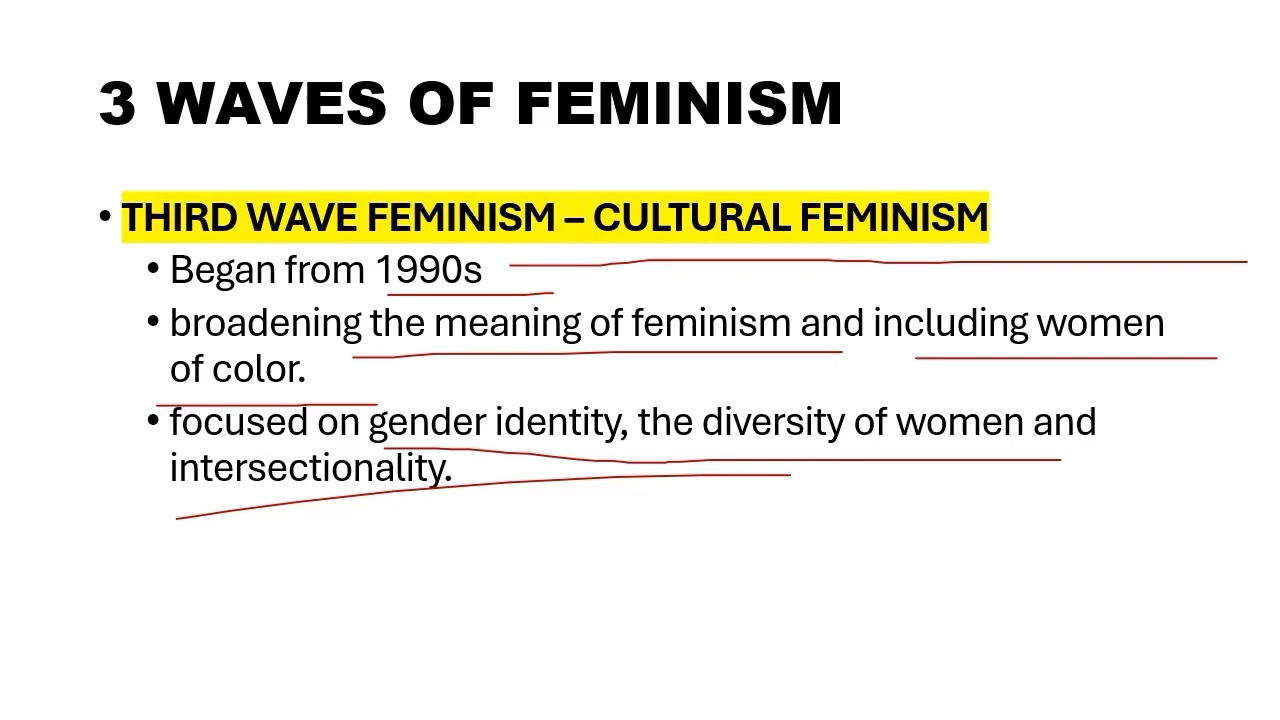 3 WAVES OF FEMINISM
• THIRD WAVE FEMINISM – CULTURAL FEMINISM
• Began from 1990s
• broadening the meaning of feminism and including women
of color.
• focused on gender identity, the diversity of women and
intersectionality.